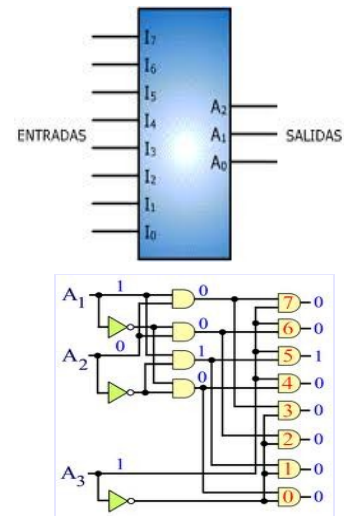 I7
I6
I5
I4
I3
I2
I1
I0
ENTRADAS
A2
A1
A0
SALIDAS
A1 1 0 7 0
0 6 0
A2 0 1 5 1
0 4 0
3 0
2 0
A3 1 1 0
0 0